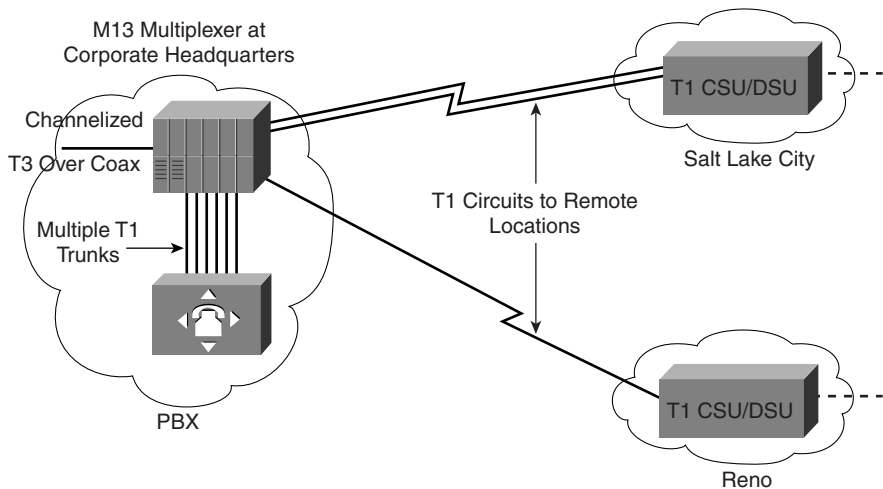 M13 Multiplexer at
Corporate Headquarters
Channelized
T3 Over Coax
Multiple T1
Trunks
PBX
T1 CSU/DSU
Salt Lake City
T1 Circuits to Remote
Locations
T1 CSU/DSU
Reno